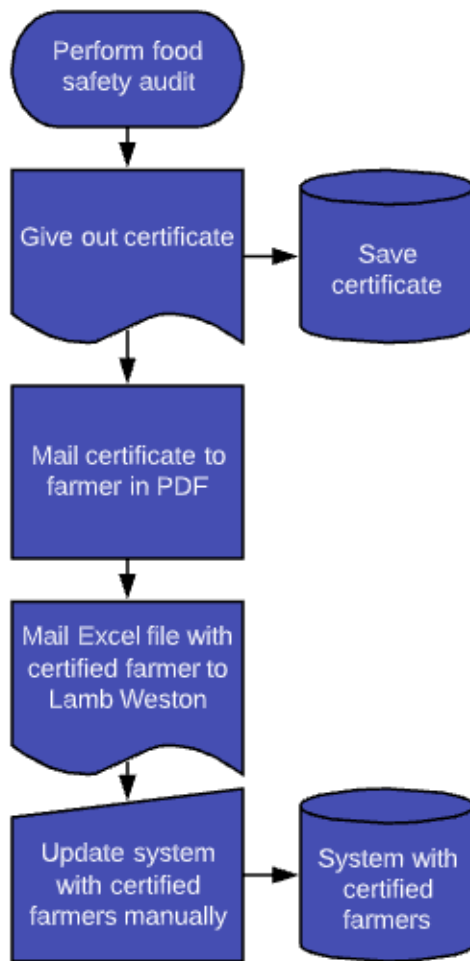 Perform food
safety audit
Give out certificate
Save
certificate
Mail certificate to
farmer in PDF
Mail Excel file with
certified farmer to
Lamb Weston
Update system
with certified
farmers manually
System with
certified
farmers